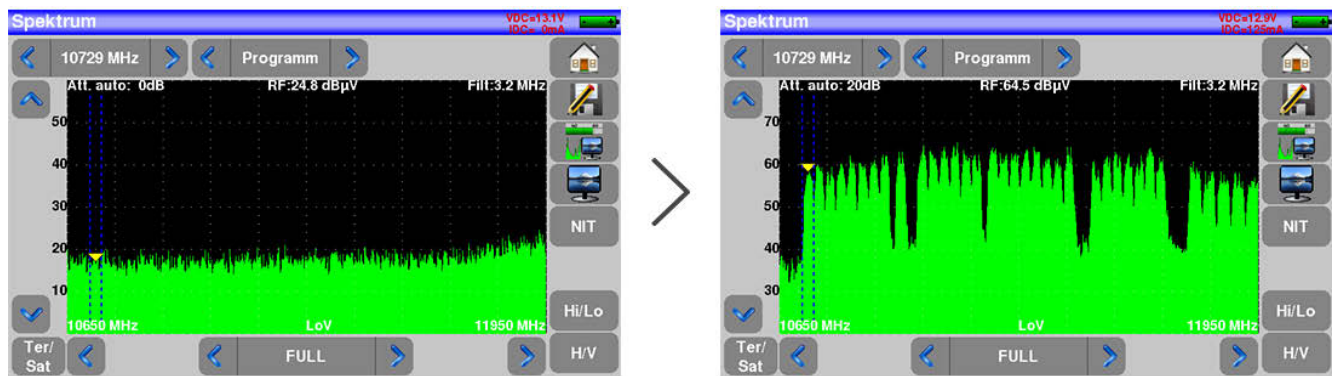 Spektrum
VDC=13.1V
IDC= 0mA
10729 MHz
Programm
Att. auto: 0dB
RF:24.8 dBµV
Filt:3.2 MHz
50
40
30
20
10
10650 MHz
LoV
11950 MHz
NIT
Hi/Lo
Ter/
Sat
FULL
H/V
Spektrum
VDC=12.9V
IDC=125mA
10729 MHz
Programm
Att. auto: 20dB
RF:64.5 dBµV
Filt:3.2 MHz
70
60
50
40
30
10650 MHz
LoV
11950 MHz
NIT
Hi/Lo
Ter/
Sat
FULL
H/V